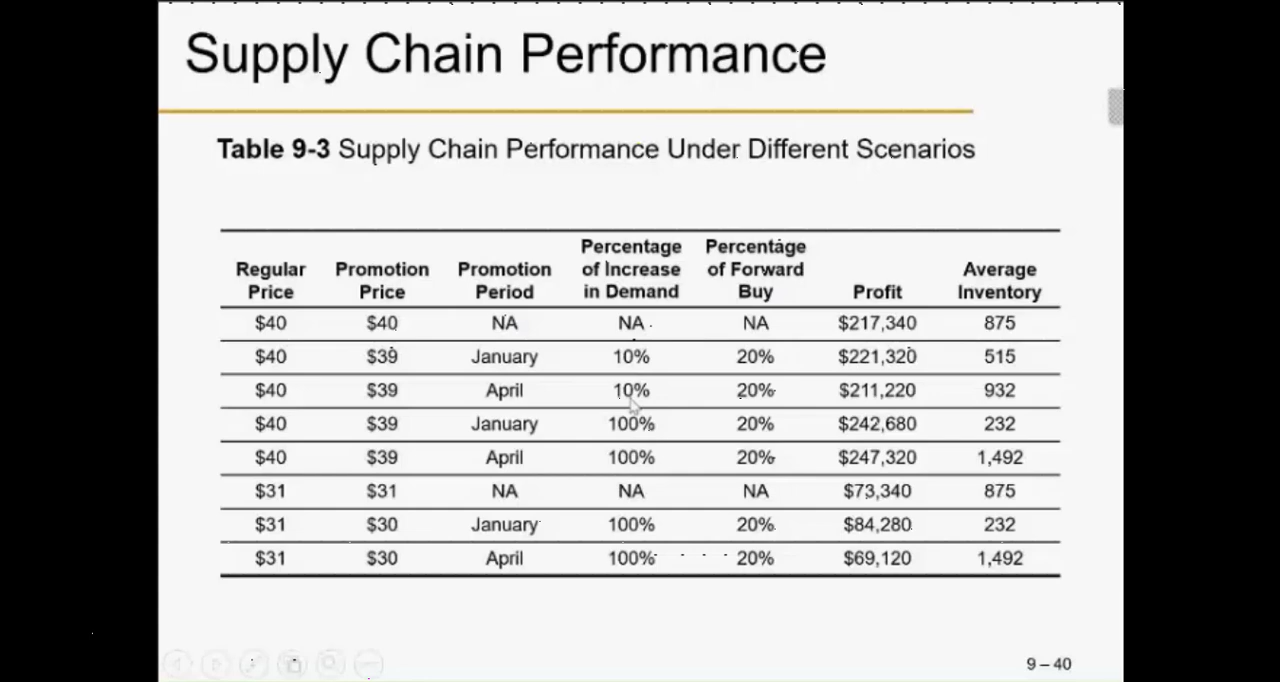 Supply Chain Performance
Table 9-3 Supply Chain Performance Under Different Scenarios
Regular Price Promotion Price Promotion Period Percentage of Increase in Demand Percentage of Forward Buy Profit Average Inventory
$40 $40 NA NA NA $217,340 875
$40 $39 January 10% 20% $221,320 515
$40 $39 April 10% 20% $211,220 932
$40 $39 January 100% 20% $242,680 232
$40 $39 April 100% 20% $247,320 1,492
$31 $31 NA NA NA $73,340 875
$31 $30 January 100% 20% $84,280 232
$31 $30 April 100% 20% $69,120 1,492
9 – 40